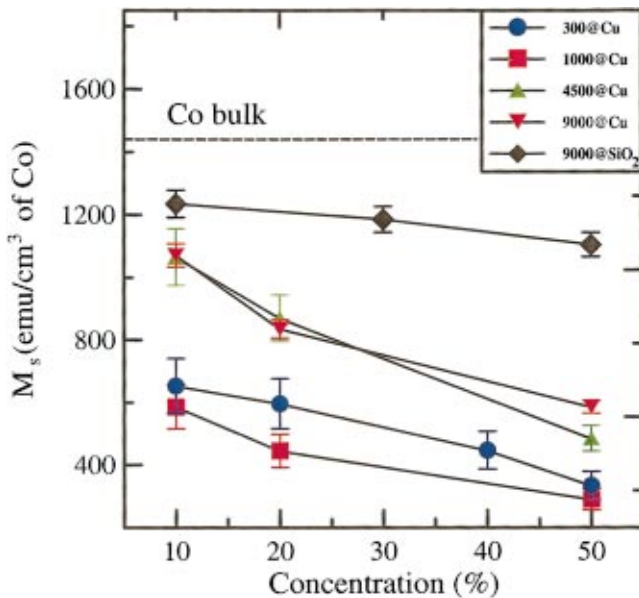 300@Cu
1000@Cu
4500@Cu
9000@Cu
9000@SiO₂
Co bulk
1600
1200
800
400
M_s (emu/cm³ of Co)
10 20 30 40 50
Concentration (%)